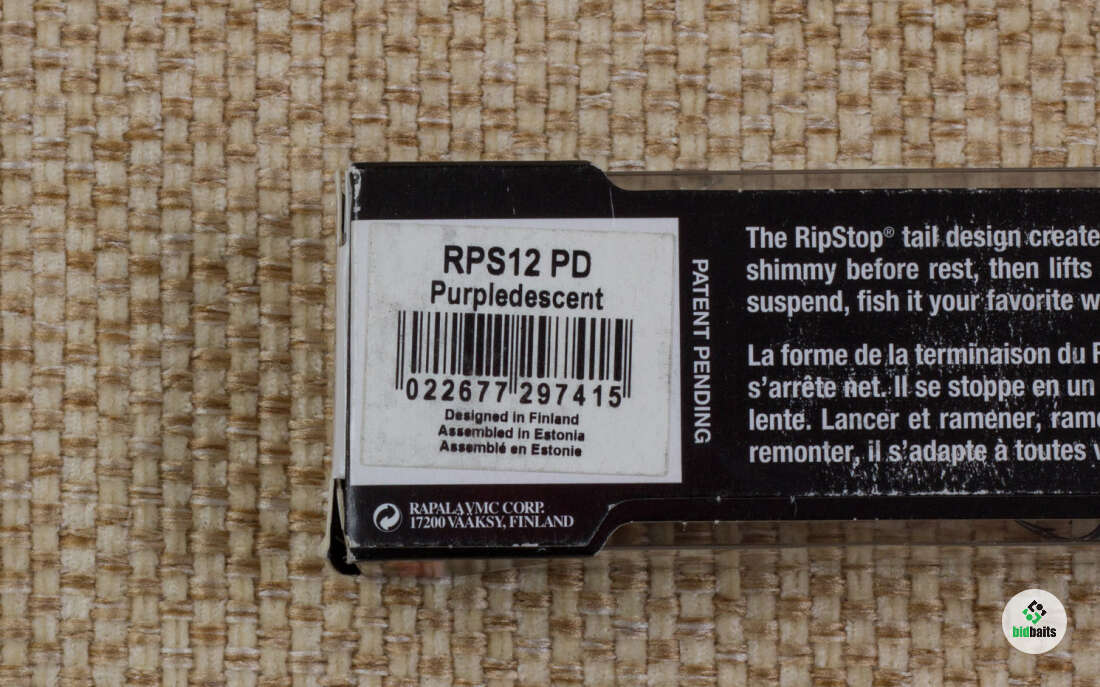 RPS12 PD
Purpledescent
022677 297415
Designed in Finland
Assembled in Estonia
Assemblé en Estonie
RAPALA VMC CORP.
17200 VÄÄKSY, FINLAND
PATENT PENDING
The RipStop® tail design create
shimmy before rest, then lifts
suspend, fish it your favorite w
La forme de la terminaison du R
s'arrête net. Il se stoppe en un
lente. Lancer et ramener, rame
remonter, il s'adapte à toutes v
bidbaits